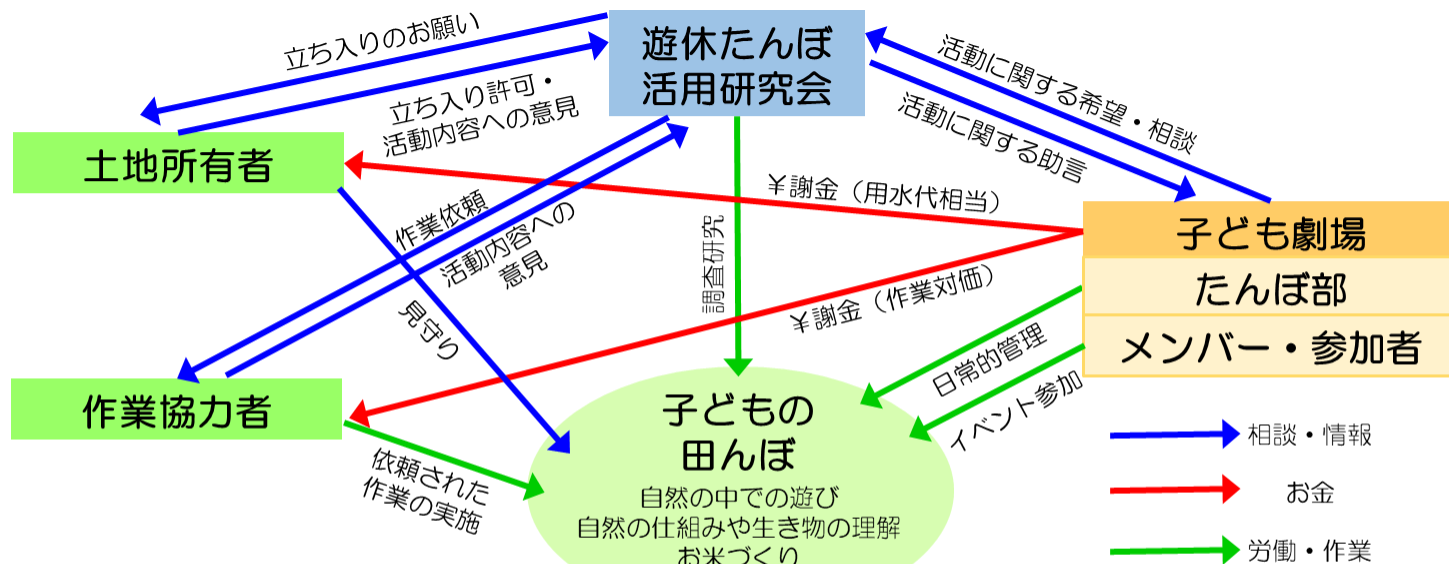 立ち入りのお願い
遊休たんぼ
活用研究会
活動に関する希望・相談
立ち入り許可・
活動内容への意見
活動に関する助言
土地所有者
¥謝金（用水代相当）
作業依頼
活動内容への
意見
調査研究
子ども劇場
たんぼ部
メンバー・参加者
見守り
¥謝金（作業対価）
日常的管理
イベント参加
作業協力者
子どもの
田んぼ
自然の中での遊び
自然の仕組みや生き物の理解
お米づくり
依頼された
作業の実施
相談・情報
お金
労働・作業